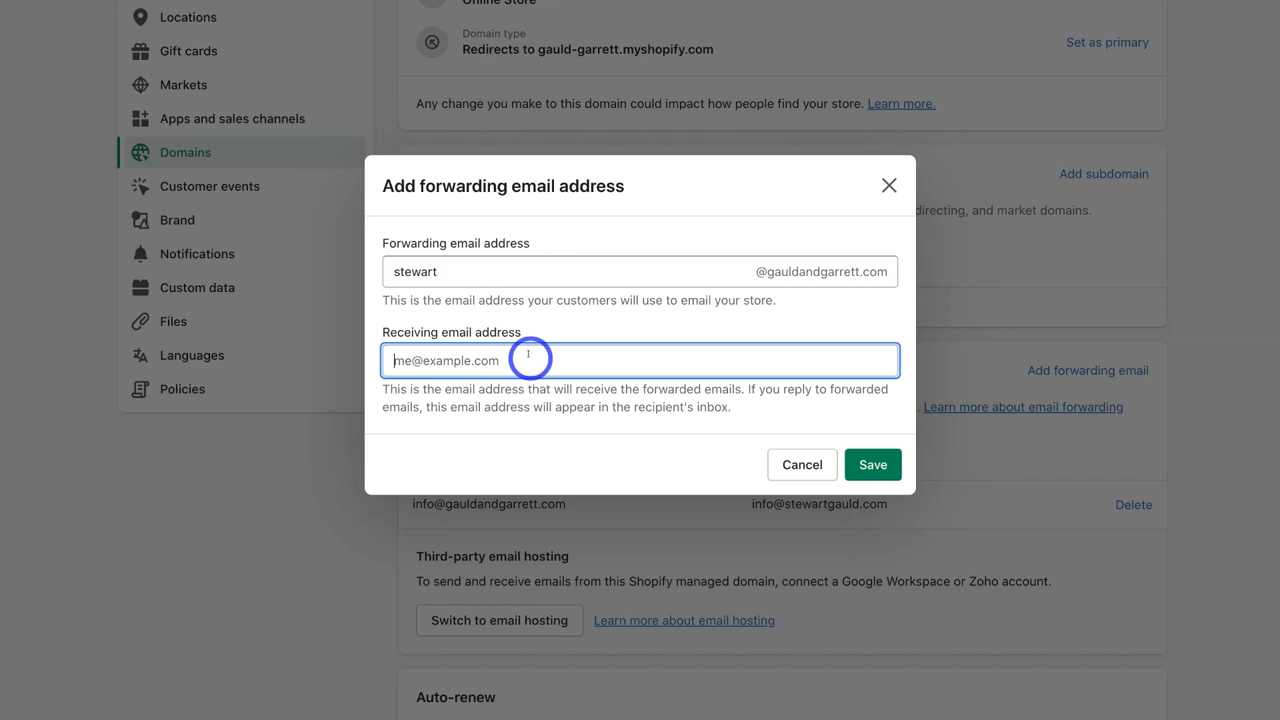 Locations
Gift cards
Markets
Apps and sales channels
Domains
Customer events
Brand
Notifications
Custom data
Files
Languages
Policies
Online Store
Domain type
Redirects to gauld-garrett.myshopify.com
Set as primary
Any change you make to this domain could impact how people find your store. Learn more.
Add subdomain
directing, and market domains.
Add forwarding email address
Forwarding email address
stewart @gauldandgarrett.com
This is the email address your customers will use to email your store.
Receiving email address
me@example.com
This is the email address that will receive the forwarded emails. If you reply to forwarded
emails, this email address will appear in the recipient's inbox.
Cancel Save
Add forwarding email
. Learn more about email forwarding
info@gauldandgarrett.com info@stewartgauld.com Delete
Third-party email hosting
To send and receive emails from this Shopify managed domain, connect a Google Workspace or Zoho account.
Switch to email hosting Learn more about email hosting
Auto-renew